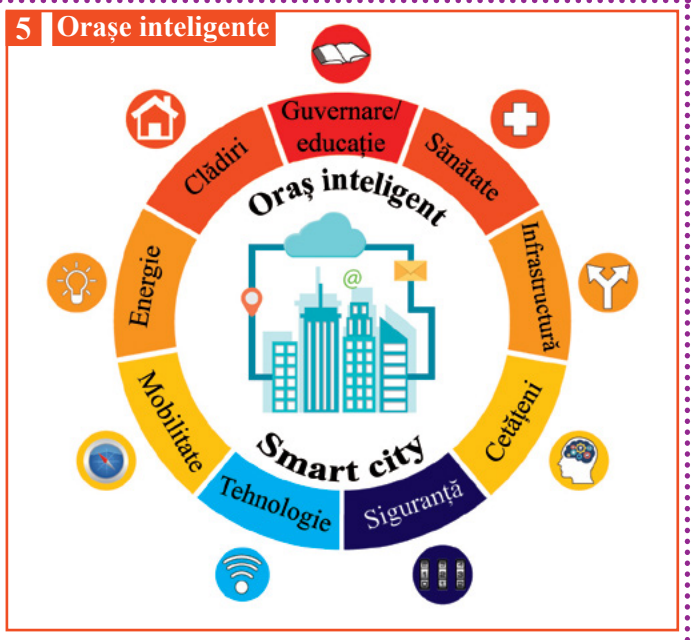 5 Orașe inteligente
Guvernare/
educație
Sănătate
Infrastructură
Cetățeni
Siguranță
Tehnologie
Mobilitate
Energie
Clădiri
Oraș inteligent
@
Smart city